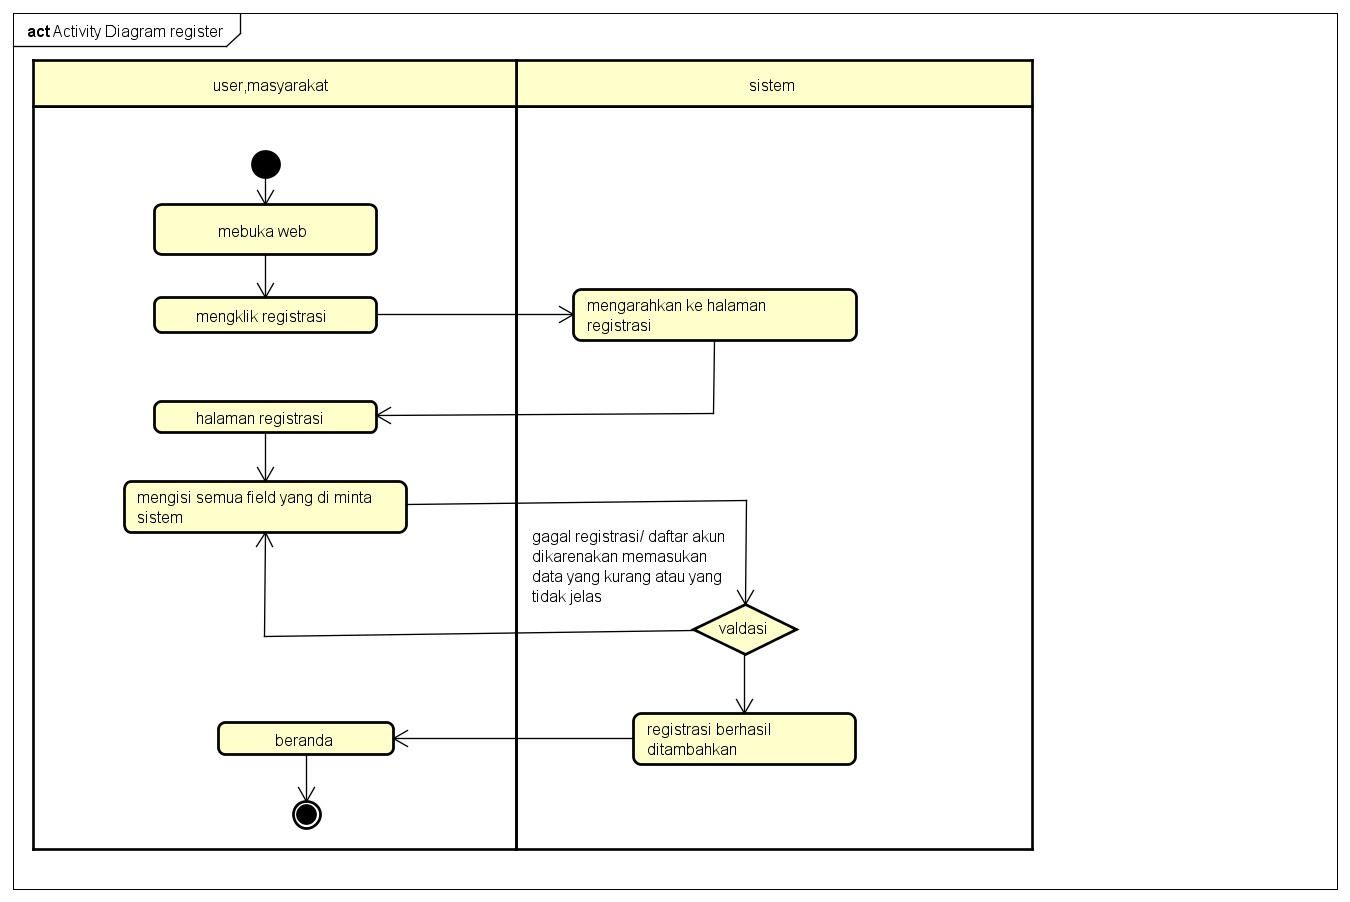 act Activity Diagram register
user,masyarakat
sistem
mebuka web
mengklik registrasi
mengarahkan ke halaman
registrasi
halaman registrasi
mengisi semua field yang di minta
sistem
gagal registrasi/ daftar akun
dikarenakan memasukan
data yang kurang atau yang
tidak jelas
valdasi
registrasi berhasil
ditambahkan
beranda